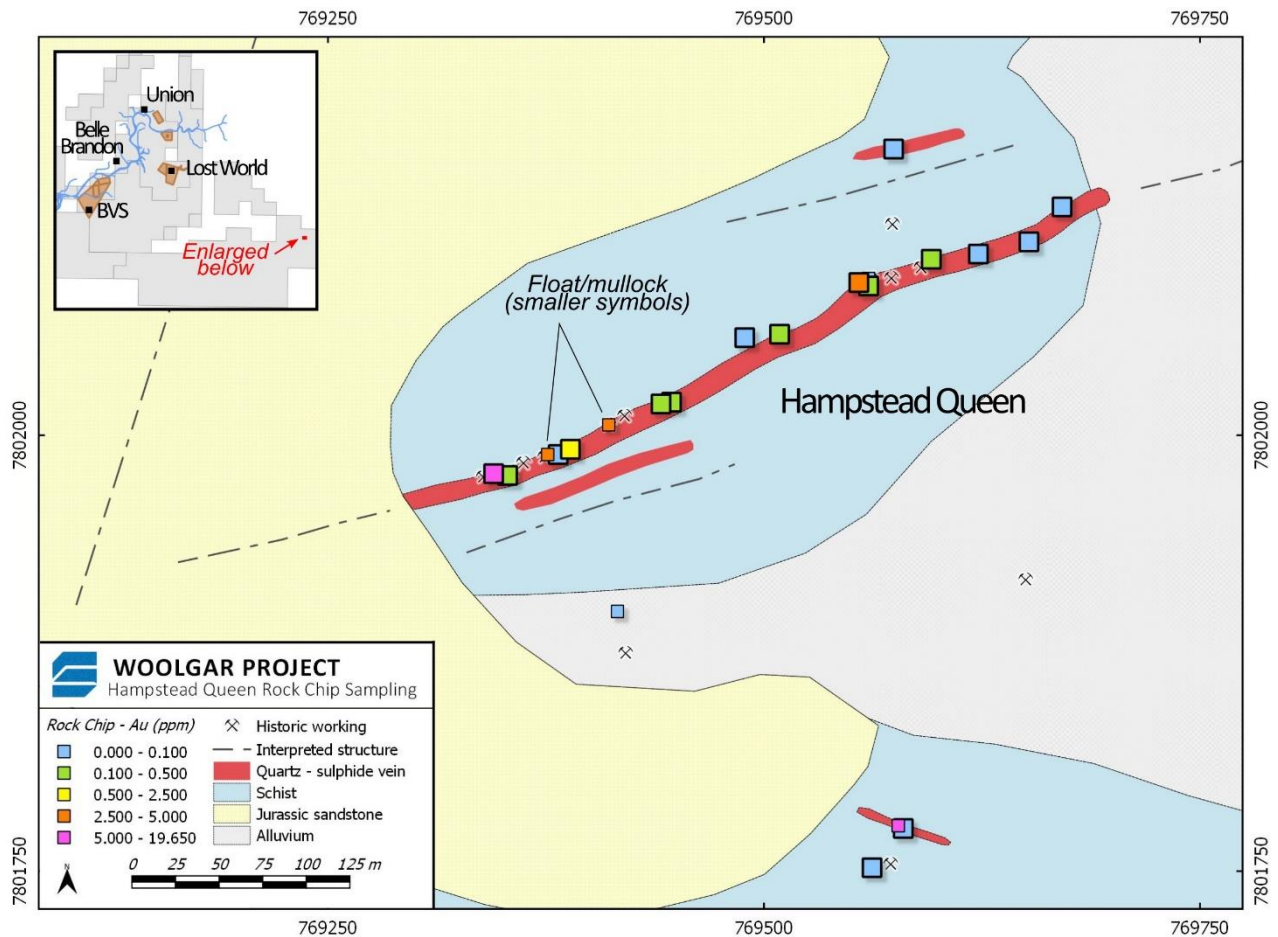 769250
769500
769750
Union
Belle
Brandon
Lost World
BVS
Enlarged
below
Float/mullock
(smaller symbols)
Hampstead Queen
7802000
7802000
WOOLGAR PROJECT
Hampstead Queen Rock Chip Sampling
Rock Chip - Au (ppm)
0.000 - 0.100
0.100 - 0.500
0.500 - 2.500
2.500 - 5.000
5.000 - 19.650
Historic working
Interpreted structure
Quartz - sulphide vein
Schist
Jurassic sandstone
Alluvium
N
0 25 50 75 100 125 m
7801750
7801750
769250
769500
769750